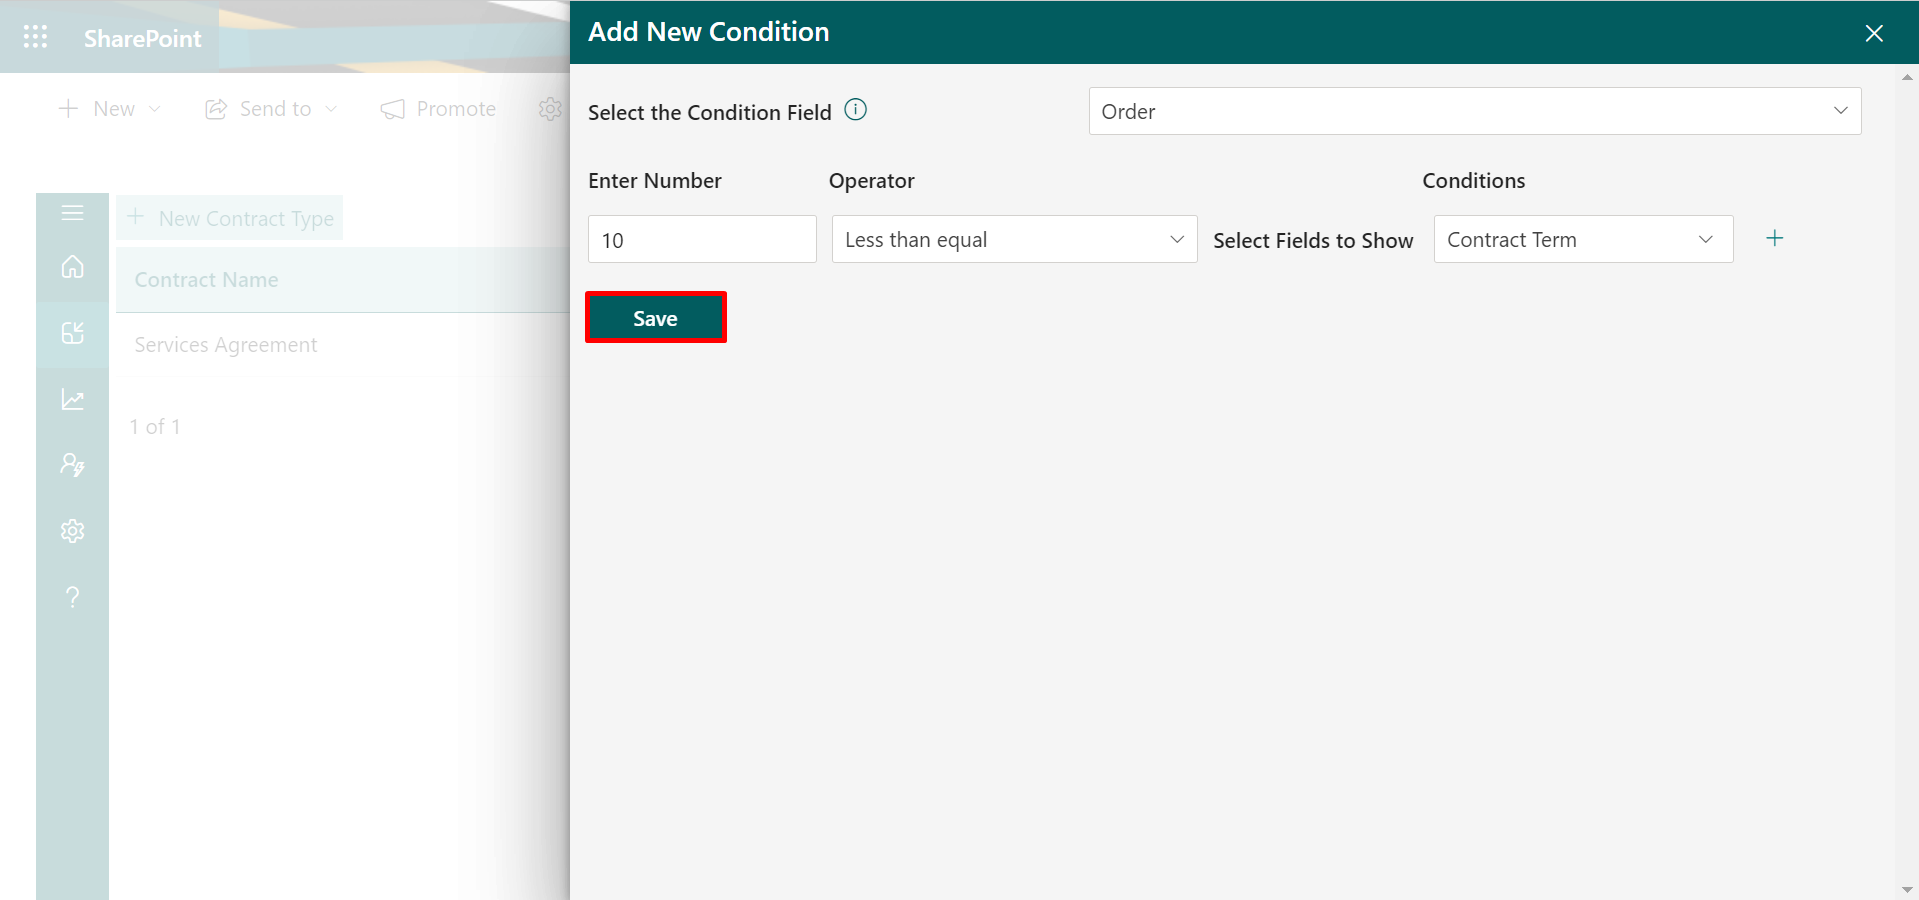 SharePoint
New
Send to
Promote
New Contract Type
Contract Name
Services Agreement
1 of 1
Add New Condition
Select the Condition Field
Order
Enter Number
Operator
Conditions
10
Less than equal
Select Fields to Show
Contract Term
Save